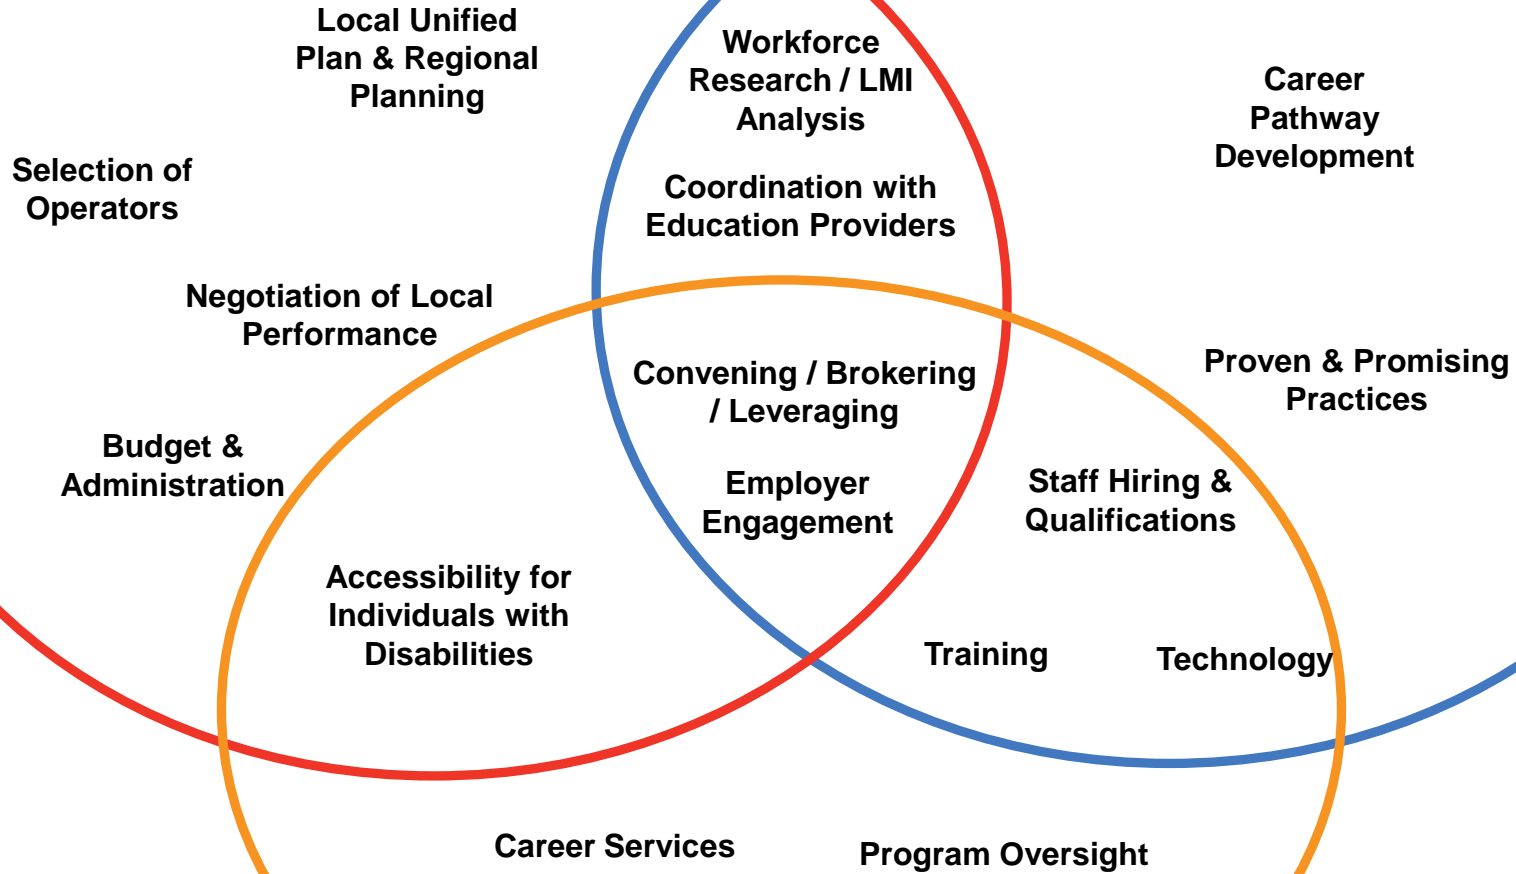 Local Unified
Plan & Regional
Planning
Workforce
Research / LMI
Analysis
Career
Pathway
Development
Selection of
Operators
Coordination with
Education Providers
Negotiation of Local
Performance
Convening / Brokering
/ Leveraging
Proven & Promising
Practices
Budget &
Administration
Employer
Engagement
Staff Hiring &
Qualifications
Accessibility for
Individuals with
Disabilities
Training
Technology
Career Services
Program Oversight